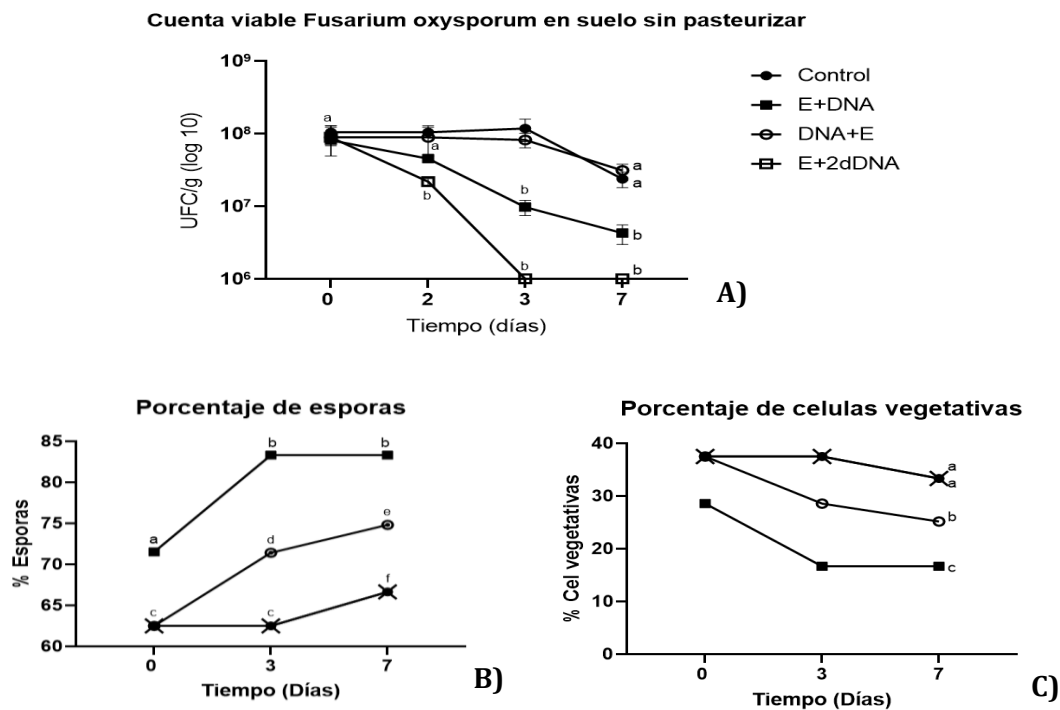 Cuenta viable Fusarium oxysporum en suelo sin pasteurizar
UFC/g (log 10)
10⁹
10⁸
10⁷
10⁶
a
a
b
b
b
a
a
b
b
0
2
3
7
Tiempo (días)
Control
E+DNA
DNA+E
E+2dDNA
A)
Porcentaje de esporas
% Esporas
85
80
75
70
65
60
a
b
b
c
d
e
c
f
0
3
7
Tiempo (Días)
B)
Porcentaje de celulas vegetativas
% Cel vegetativas
40
30
20
10
0
a
a
b
c
0
3
7
Tiempo (Días)
C)